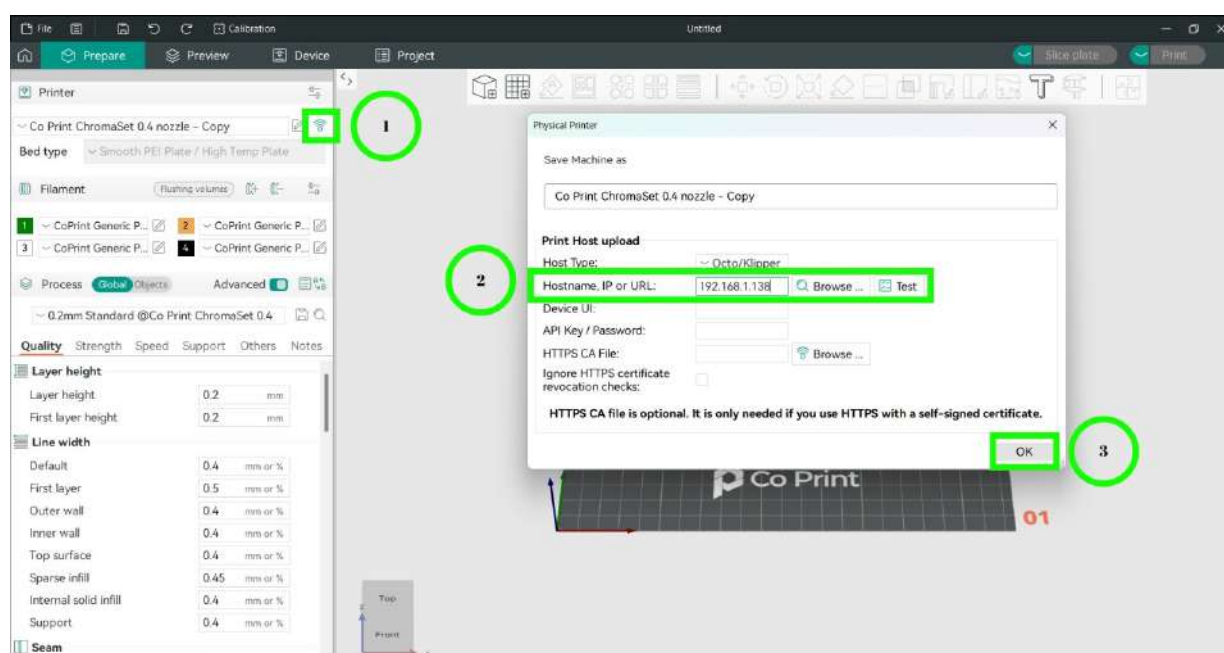 File Calibration Untitled
Prepare Preview Device Project Slice plate Print
Printer
Co Print ChromaSet 0.4 nozzle - Copy
Bed type Smooth PEI Plate / High Temp Plate
Filament Flushing volumes
1 CoPrint Generic P... 2 CoPrint Generic P...
3 CoPrint Generic P... 4 CoPrint Generic P...
Process Global Objects Advanced
0.2mm Standard @Co Print ChromaSet 0.4
Quality Strength Speed Support Others Notes
Layer height
Layer height 0.2 mm
First layer height 0.2 mm
Line width
Default 0.4 mm or %
First layer 0.5 mm or %
Outer wall 0.4 mm or %
Inner wall 0.4 mm or %
Top surface 0.4 mm or %
Sparse infill 0.45 mm or %
Internal solid infill 0.4 mm or %
Support 0.4 mm or %
Seam
1
Physical Printer
Save Machine as
Co Print ChromaSet 0.4 nozzle - Copy
Print Host upload
Host Type: Octo/Klipper
2
Hostname, IP or URL: 192.168.1.138 Browse ... Test
Device UI:
API Key / Password:
HTTPS CA File: Browse ...
Ignore HTTPS certificate
revocation checks:
HTTPS CA file is optional. It is only needed if you use HTTPS with a self-signed certificate.
OK
3
Co Print
01
Top
Front